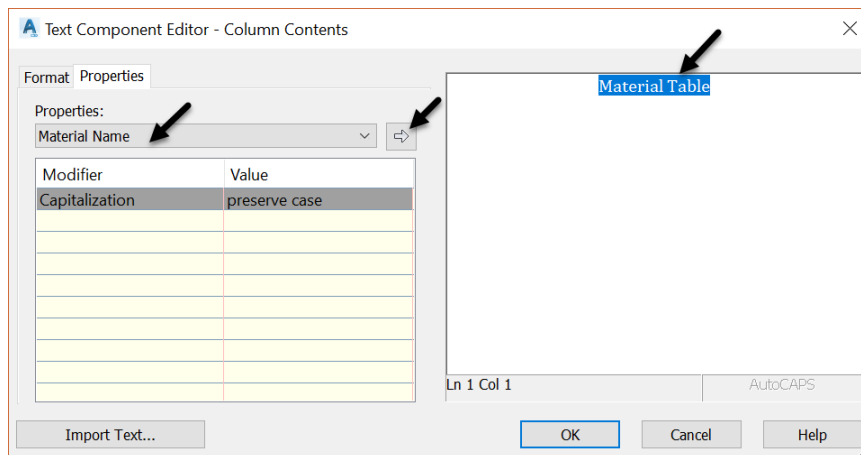 Text Component Editor - Column Contents
Format Properties
Material Table
Properties:
Material Name
Modifier Value
Capitalization preserve case
Ln 1 Col 1 AutoCAPS
Import Text... OK Cancel Help